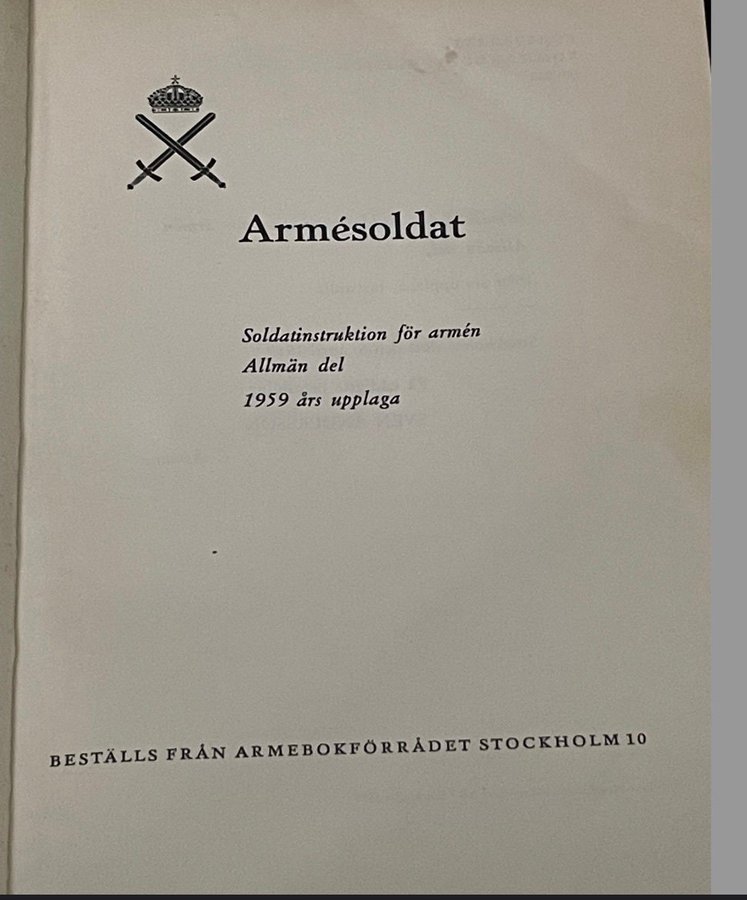 Armésoldat
Soldatinstruktion för armén
Allmän del
1959 års upplaga
BESTÄLLS FRÅN ARMEBOKFÖRRÅDET STOCKHOLM 10